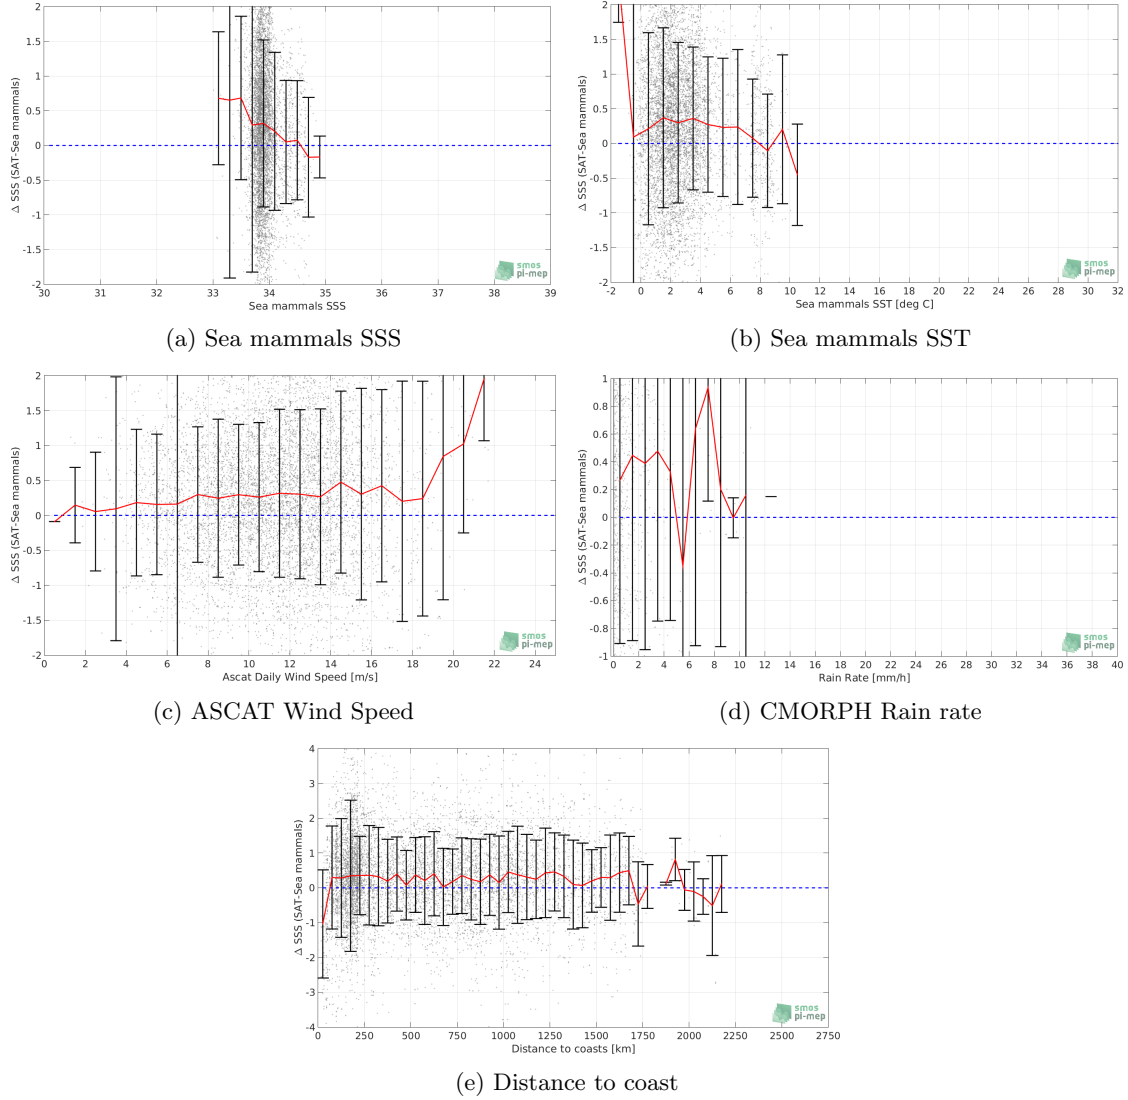 2
1.5
1
0.5
0
-0.5
-1
-1.5
-2
Δ SSS (SAT-Sea mammals)
30 31 32 33 34 35 36 37 38 39
Sea mammals SSS
smos
pi-mep
(a) Sea mammals SSS
2
1.5
1
0.5
0
-0.5
-1
-1.5
-2
Δ SSS (SAT-Sea mammals)
-2 0 2 4 6 8 10 12 14 16 18 20 22 24 26 28 30 32
Sea mammals SST [deg C]
smos
pi-mep
(b) Sea mammals SST
2
1.5
1
0.5
0
-0.5
-1
-1.5
-2
Δ SSS (SAT-Sea mammals)
0 2 4 6 8 10 12 14 16 18 20 22 24
Ascat Daily Wind Speed [m/s]
smos
pi-mep
(c) ASCAT Wind Speed
1
0.8
0.6
0.4
0.2
0
-0.2
-0.4
-0.6
-0.8
-1
Δ SSS (SAT-Sea mammals)
0 2 4 6 8 10 12 14 16 18 20 22 24 26 28 30 32 34 36 38 40
Rain Rate [mm/h]
smos
pi-mep
(d) CMORPH Rain rate
4
3
2
1
0
-1
-2
-3
-4
Δ SSS (SAT-Sea mammals)
0 250 500 750 1000 1250 1500 1750 2000 2250 2500 2750
Distance to coasts [km]
smos
pi-mep
(e) Distance to coast